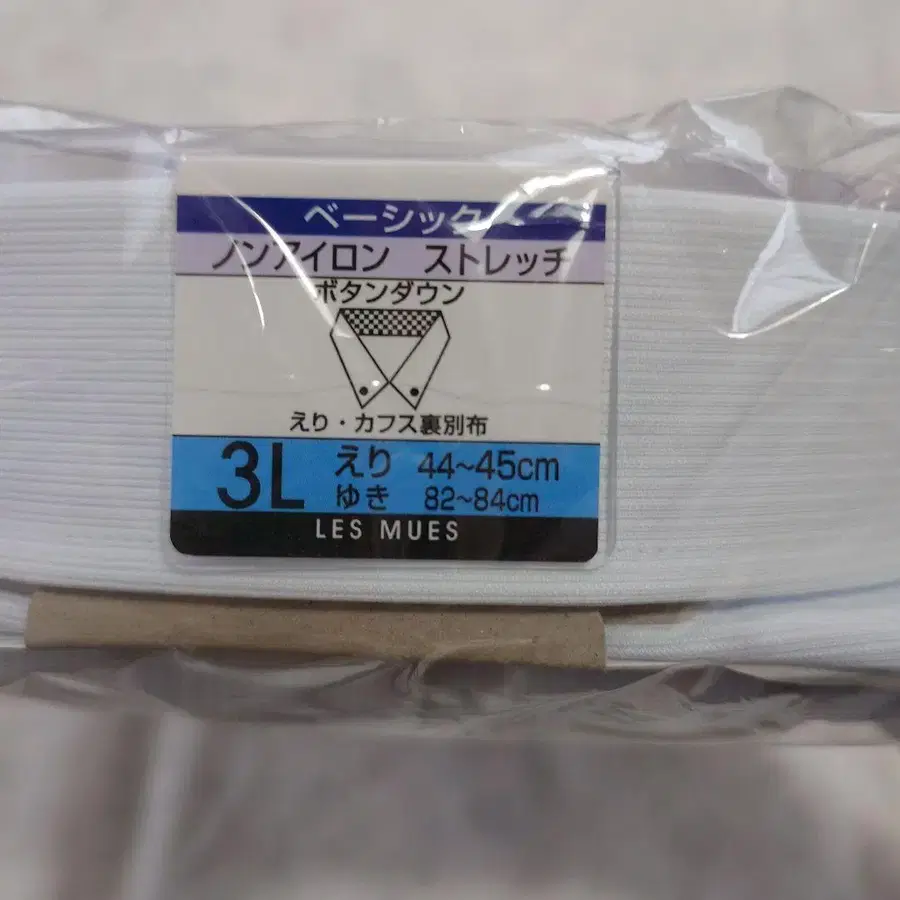 ベーシック
ノンアイロン ストレッチ
ボタンダウン
えり・カフス裏別布
3L えり 44~45cm
ゆき 82~84cm
LES MUES